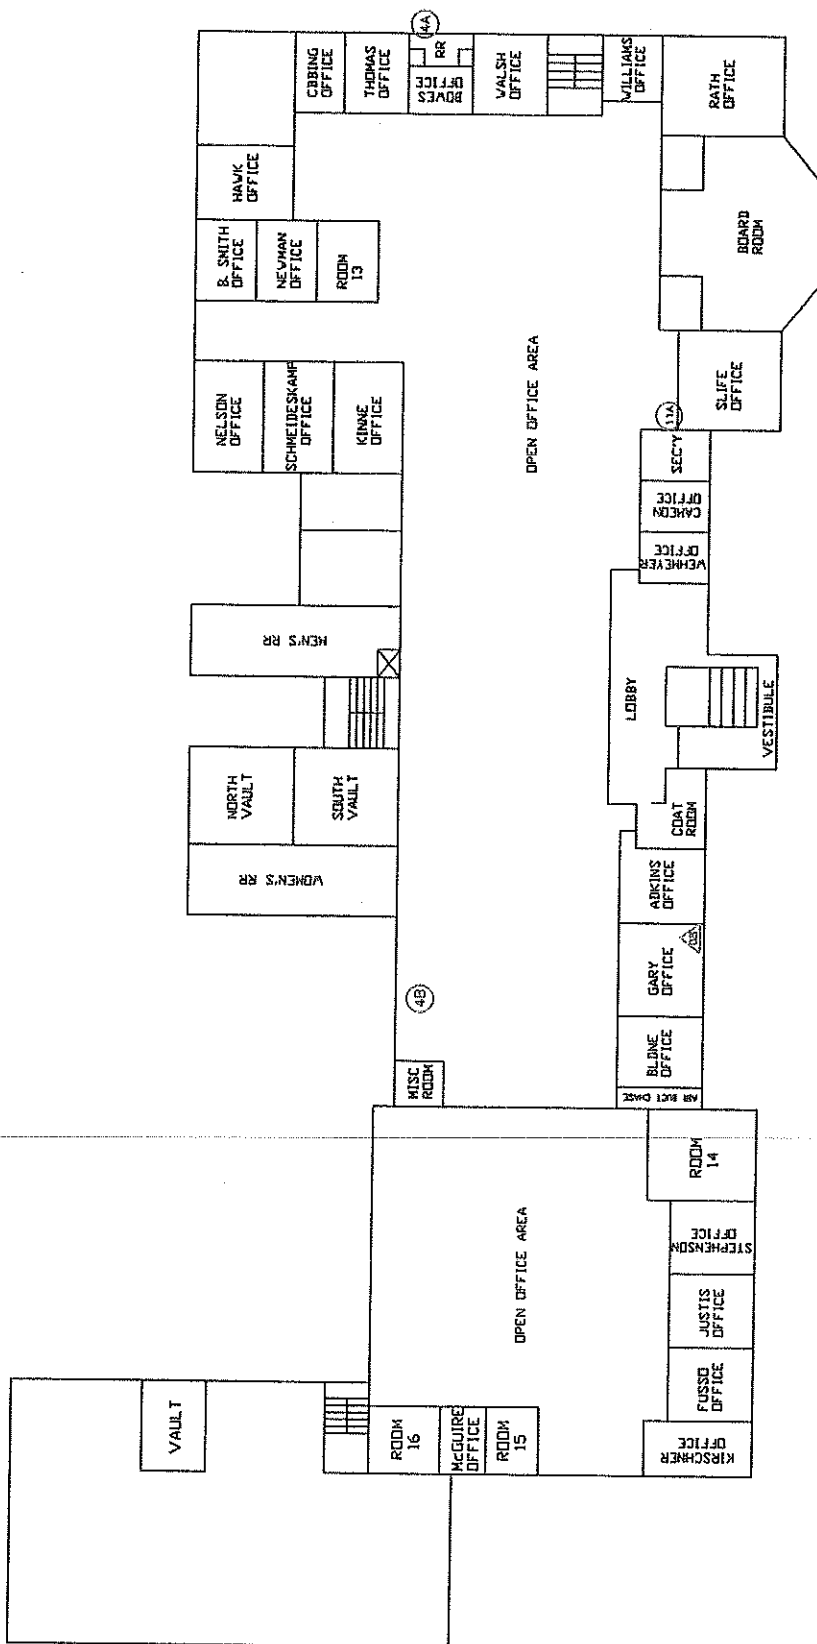 4A
EBBING
OFFICE
THOMAS
OFFICE
RR
BOWES
OFFICE
WALSH
OFFICE
WILLIAMS
OFFICE
RATH
OFFICE
HAWK
OFFICE
B. SMITH
OFFICE
NEWMAN
OFFICE
ROOM
13
BOARD
ROOM
NELSON
OFFICE
SCHMEIDESKAMP
OFFICE
KINNE
OFFICE
OPEN OFFICE AREA
SLIFE
OFFICE
11A
SEC'Y
CAMEON
OFFICE
WEHMEYER
OFFICE
MEN'S RR
LOBBY
VESTIBULE
NORTH
VAULT
SOUTH
VAULT
COAT
ROOM
WOMEN'S RR
ADKINS
OFFICE
GARY
OFFICE
4B
BLONE
OFFICE
MISC
ROOM
AIR DUCT CHASE
ROOM
14
OPEN OFFICE AREA
STEPHENSON
OFFICE
JUSTIS
OFFICE
FUSSO
OFFICE
KIRSCHNER
OFFICE
VAULT
ROOM
16
McGUIRE
OFFICE
ROOM
15